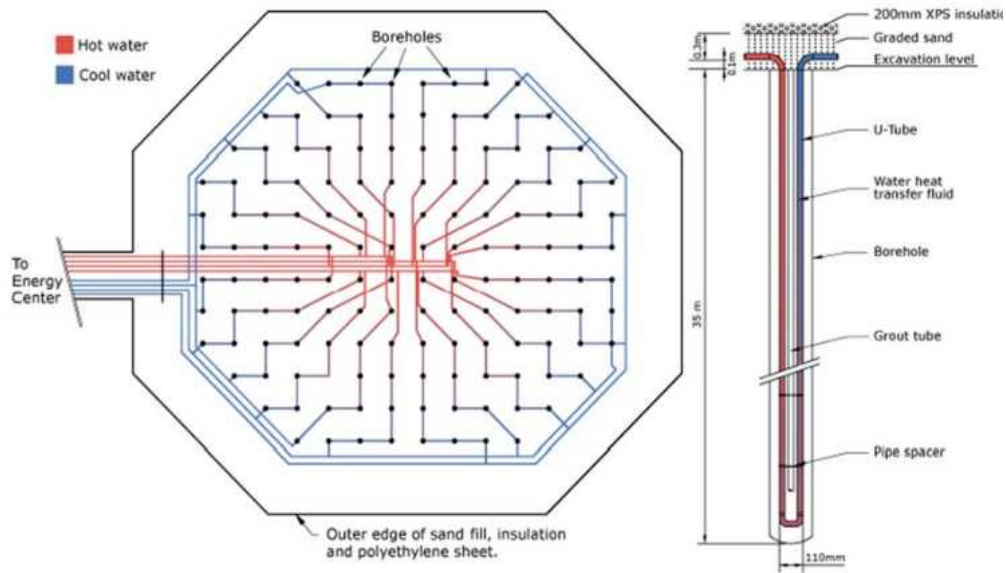 Hot water
Cool water
Boreholes
To
Energy
Center
Outer edge of sand fill, insulation
and polyethylene sheet.
200mm XPS insulatio
Graded sand
Excavation level
0.3m
0.1m
U-Tube
Water heat
transfer fluid
Borehole
35 m
Grout tube
Pipe spacer
110mm